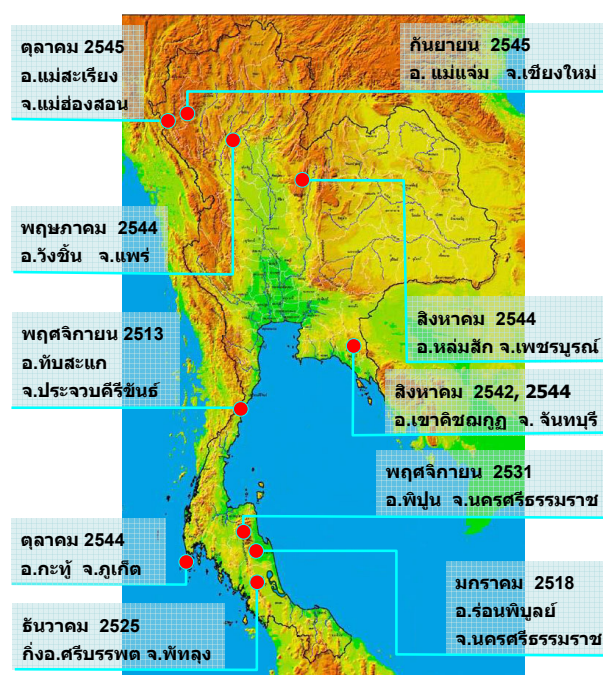 ตุลาคม 2545
อ.แม่สะเรียง
จ.แม่ฮ่องสอน
กันยายน 2545
อ. แม่แจ่ม จ.เชียงใหม่
พฤษภาคม 2544
อ.วังชิ้น จ.แพร่
พฤศจิกายน 2513
อ.ทับสะแก
จ.ประจวบคีรีขันธ์
สิงหาคม 2544
อ.หล่มสัก จ.เพชรบูรณ์
สิงหาคม 2542, 2544
อ.เขาคิชฌกูฏ จ. จันทบุรี
พฤศจิกายน 2531
อ.พิปูน จ.นครศรีธรรมราช
ตุลาคม 2544
อ.กะทู้ จ.ภูเก็ต
มกราคม 2518
อ.ร่อนพิบูลย์
จ.นครศรีธรรมราช
ธันวาคม 2525
กิ่งอ.ศรีบรรพต จ.พัทลุง